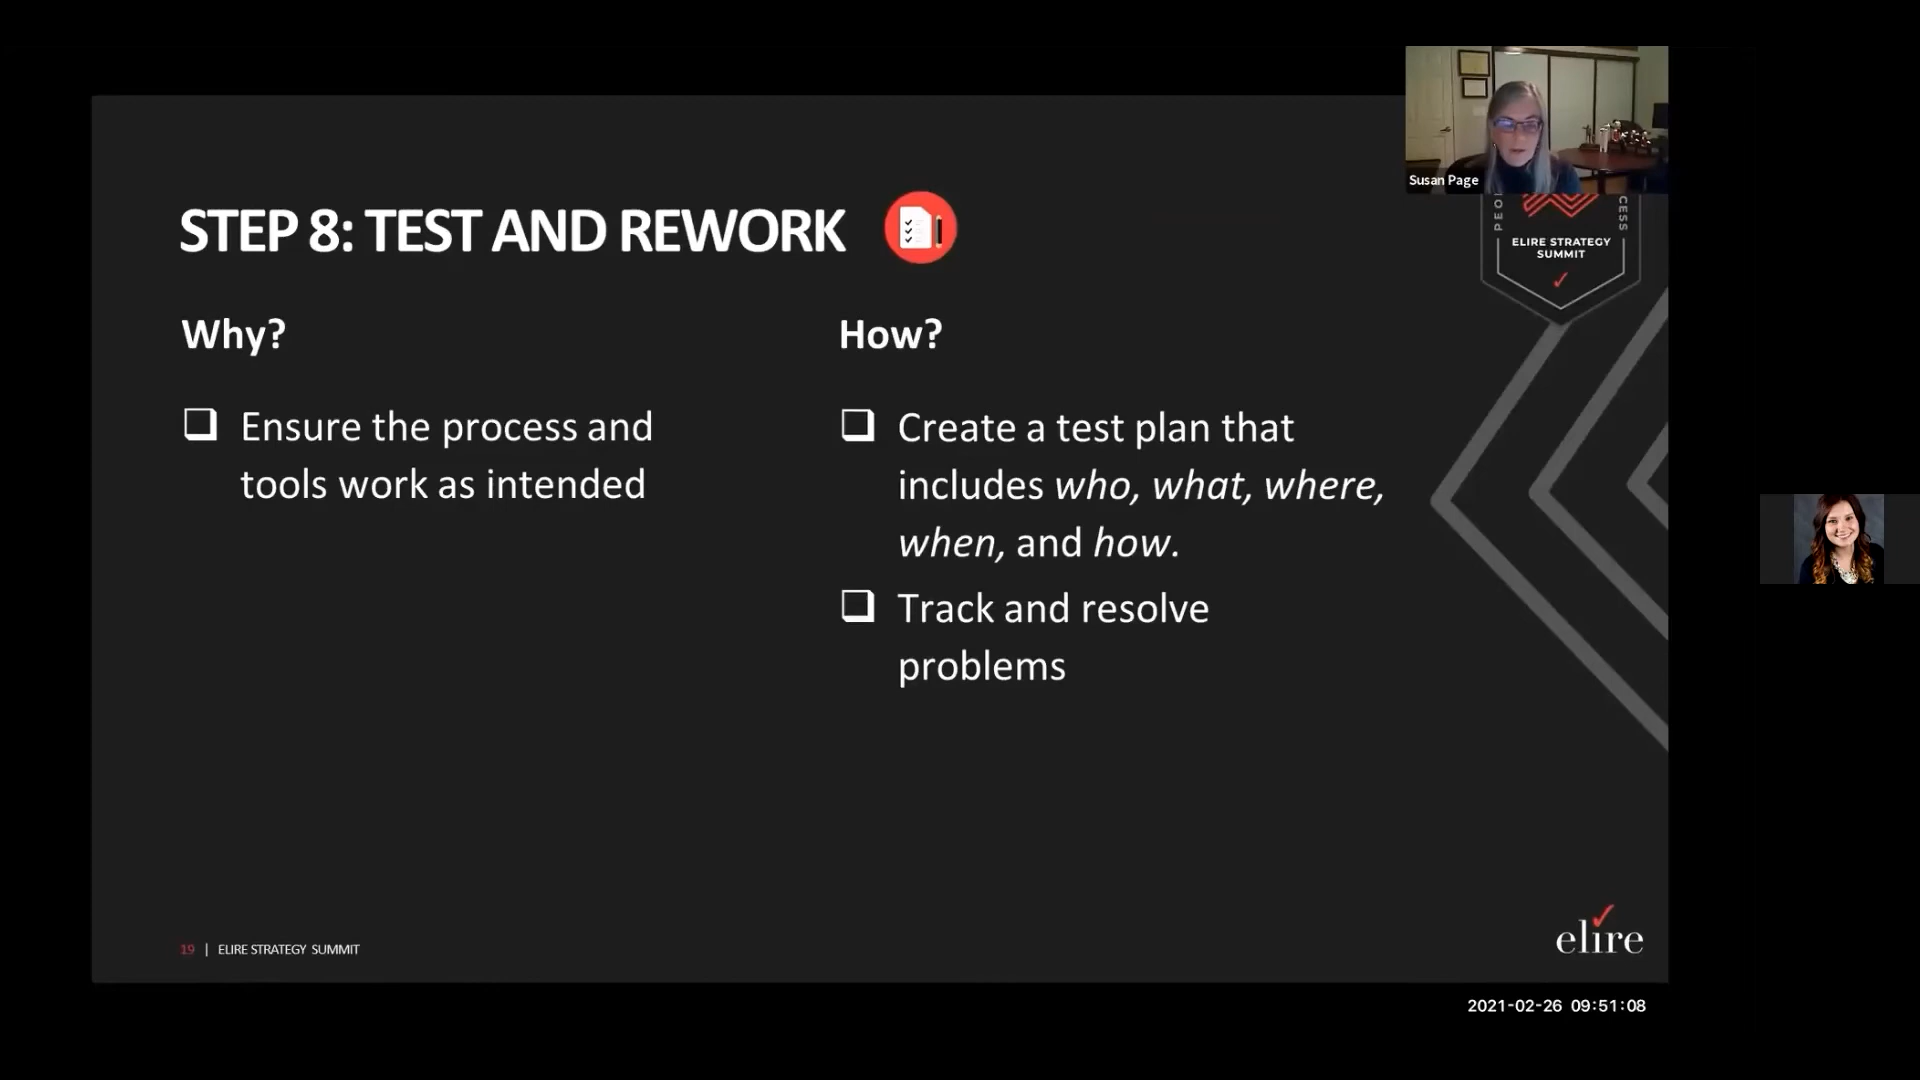 Susan Page
ELIRE STRATEGY
SUMMIT
STEP 8: TEST AND REWORK
Why?
Ensure the process and
tools work as intended
How?
Create a test plan that
includes who, what, where,
when, and how.
Track and resolve
problems
19 | ELIRE STRATEGY SUMMIT
elire
2021-02-26 09:51:08